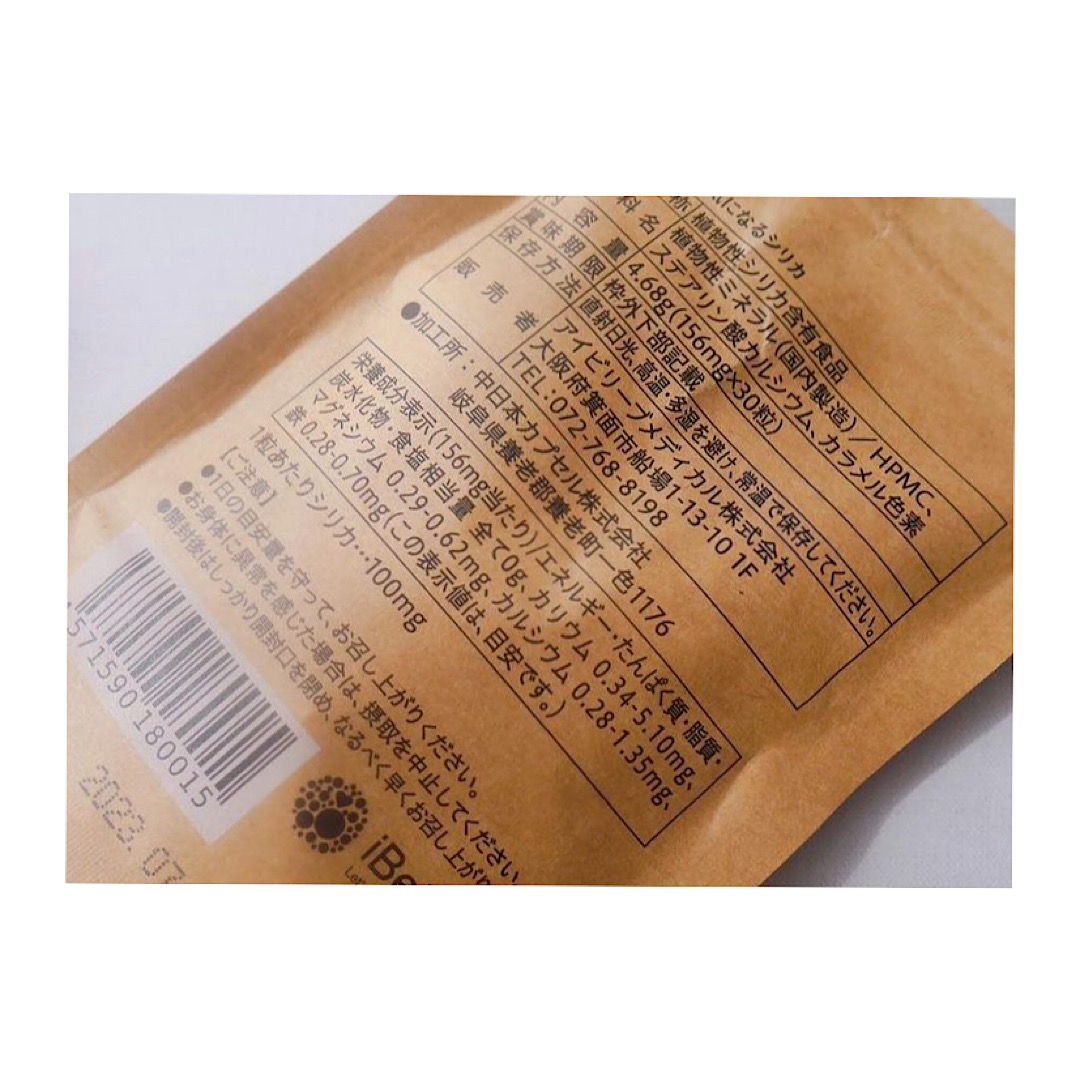 になるシリカ
称 植物性シリカ含有食品
料名 植物性ミネラル(国内製造)/HPMC、
ステアリン酸カルシウム、カラメル色素
内容量 4.68g(156mg×30粒)
賞味期限 枠外下部記載
保存方法 直射日光、高温・多湿を避け、常温で保存してください。
販売者 アイビリーブメディカル株式会社
大阪府箕面市船場1-13-10 1F
TEL:072-768-8198
●加工所:中日本カプセル株式会社
岐阜県養老郡養老町一色1176
栄養成分表示(156mg当たり)/エネルギー・たんぱく質・脂質・
炭水化物・食塩相当量 全て0g、カリウム 0.34-5.10mg、
マグネシウム 0.29-0.62mg、カルシウム 0.28-1.35mg、
鉄 0.28-0.70mg(この表示値は、目安です。)
1粒あたりシリカ‥100mg
【ご注意】
●1日の目安量を守って、お召し上がりください。
●お身体に異常を感じた場合は、摂取を中止してください。
●開封後はしっかり開封口を閉め、なるべく早くお召し上がり
571590 180015
2023.07
iBe